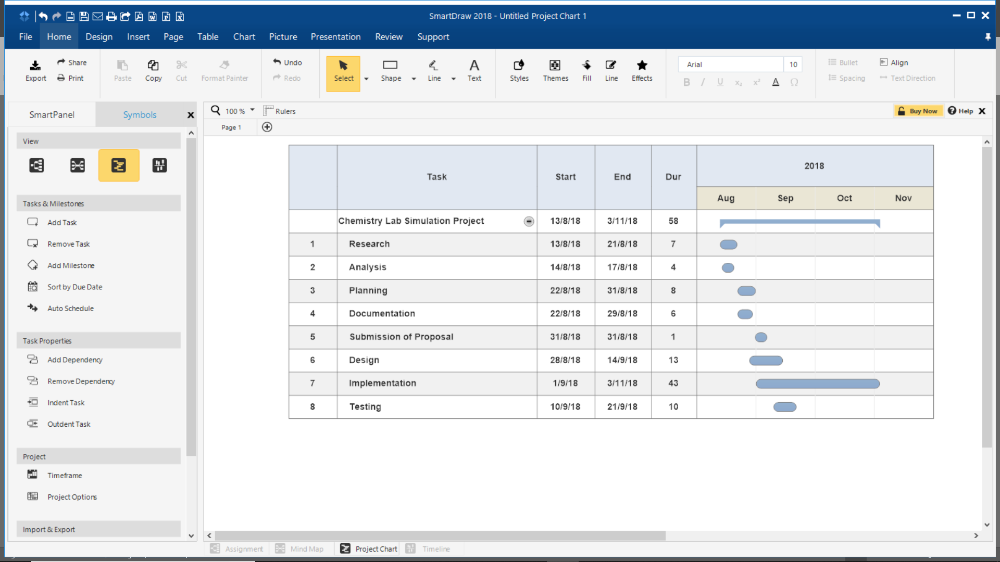 SmartDraw 2018 - Untitled Project Chart 1
File Home Design Insert Page Table Chart Picture Presentation Review Support
Export Share Print
Paste Copy Cut Format Painter
Undo Redo
Select Shape Line Text
Styles Themes Fill Line Effects
Arial 10
B I U x₂ x² A Ω
Bullet Align
Spacing Text Direction
SmartPanel Symbols X
100 % Rulers
Buy Now Help X
Page 1
View
Tasks & Milestones
Add Task
Remove Task
Add Milestone
Sort by Due Date
Auto Schedule
Task Properties
Add Dependency
Remove Dependency
Indent Task
Outdent Task
Project
Timeframe
Project Options
Import & Export
Task Start End Dur 2018
Aug Sep Oct Nov
Chemistry Lab Simulation Project 13/8/18 3/11/18 58
1 Research 13/8/18 21/8/18 7
2 Analysis 14/8/18 17/8/18 4
3 Planning 22/8/18 31/8/18 8
4 Documentation 22/8/18 29/8/18 6
5 Submission of Proposal 31/8/18 31/8/18 1
6 Design 28/8/18 14/9/18 13
7 Implementation 1/9/18 3/11/18 43
8 Testing 10/9/18 21/9/18 10
Assignment Mind Map Project Chart Timeline